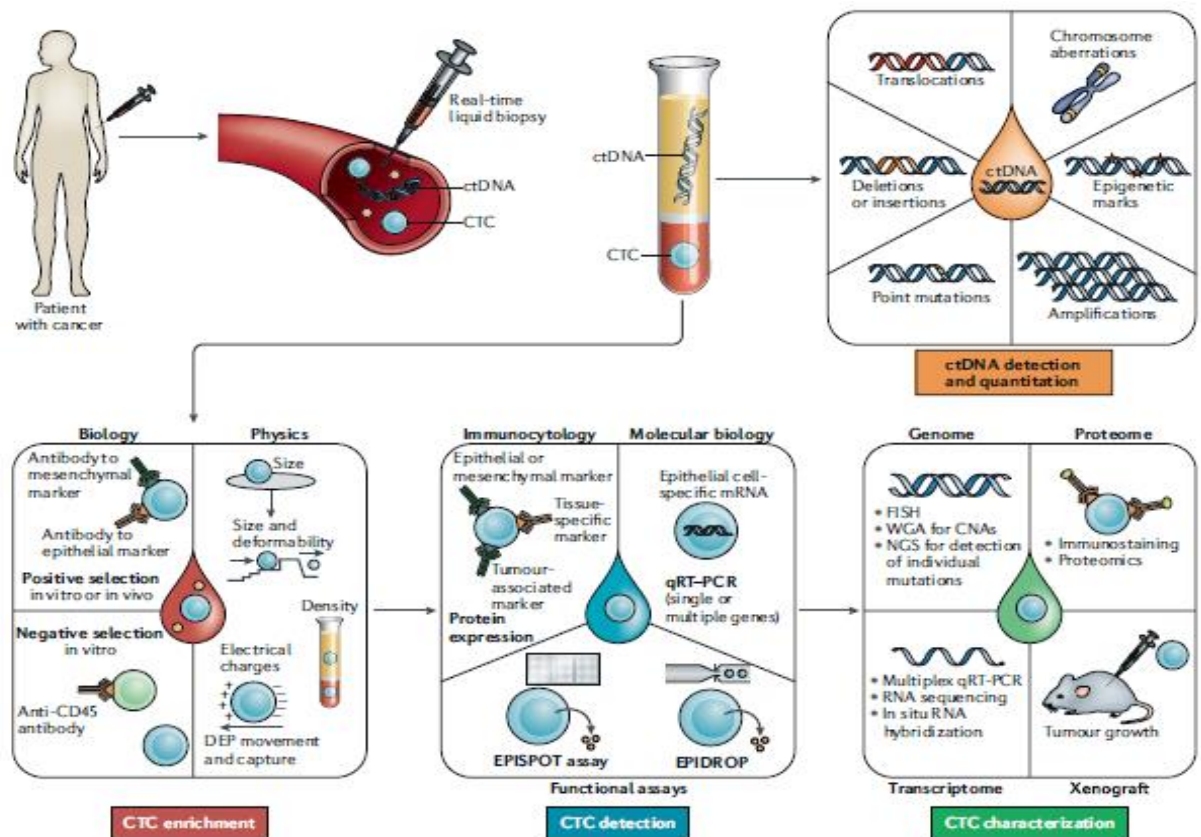 Patient
with cancer
Real-time
liquid biopsy
ctDNA
CTC
ctDNA
CTC
Translocations
Chromosome
aberrations
Deletions
or insertions
ctDNA
Epigenetic
marks
Point mutations
Amplifications
ctDNA detection
and quantitation
Biology
Physics
Antibody to
mesenchymal
marker
Antibody to
epithelial marker
Positive selection
in vitro or in vivo
Size
Size and
deformability
Negative selection
in vitro
Anti-CD45
antibody
Density
Electrical
charges
+
+
+
+
+
DEP movement
and capture
CTC enrichment
Immunocytology
Molecular biology
Epithelial or
mesenchymal marker
Tissue-
specific
marker
Tumour-
associated
marker
Protein
expression
Epithelial cell-
specific mRNA
qRT–PCR
(single or
multiple genes)
EPISPOT assay
EPIDROP
Functional assays
CTC detection
Genome
Proteome
• FISH
• WGA for CNAs
• NGS for detection
of individual
mutations
• Immunostaining
• Proteomics
• Multiplex qRT-PCR
• RNA sequencing
• In situ RNA
hybridization
Tumour growth
Transcriptome
Xenograft
CTC characterization